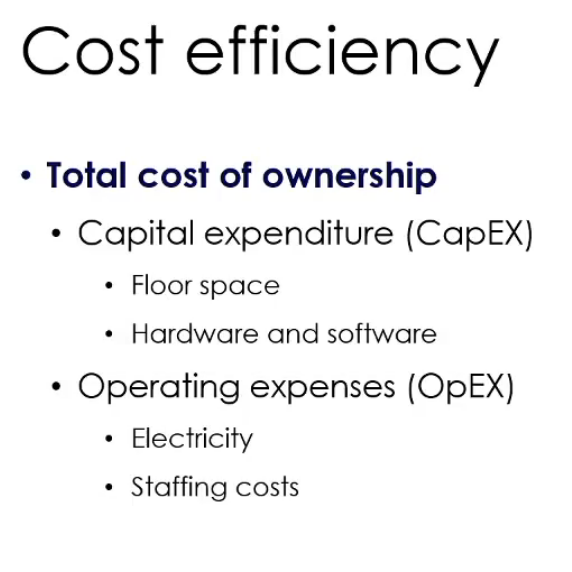 Cost efficiency
• Total cost of ownership
• Capital expenditure (CapEX)
• Floor space
• Hardware and software
• Operating expenses (OpEX)
• Electricity
• Staffing costs